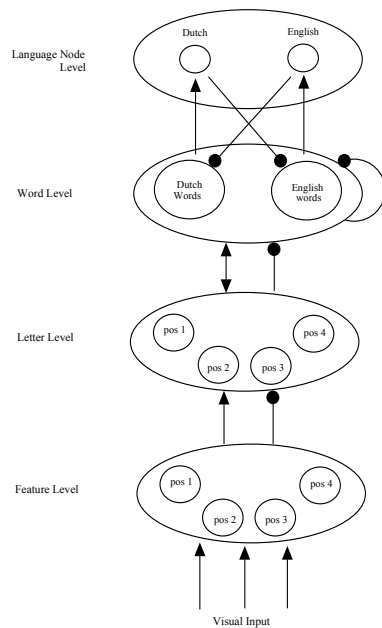 Dutch English
Language Node
Level
Word Level
Dutch
Words
English
words
Letter Level
pos 1
pos 4
pos 2
pos 3
Feature Level
pos 1
pos 4
pos 2
pos 3
Visual Input